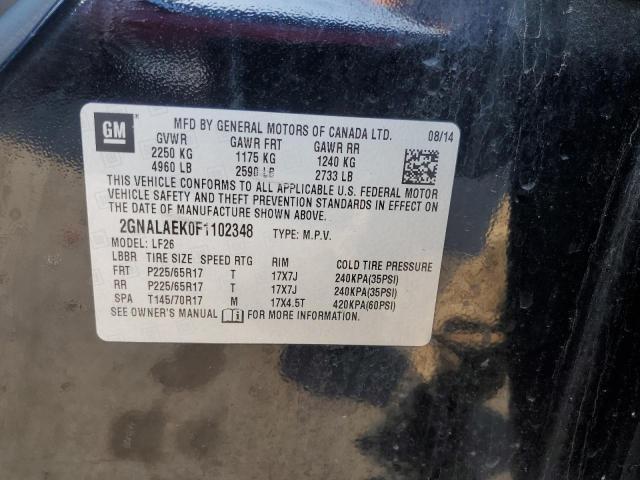 GM
MFD BY GENERAL MOTORS OF CANADA LTD. 08/14
GVWR GAWR FRT GAWR RR
2250 KG 1175 KG 1240 KG
4960 LB 2590 LB 2733 LB
THIS VEHICLE CONFORMS TO ALL APPLICABLE U.S. FEDERAL MOTOR
VEHICLE SAFETY AND THEFT PREVENTION STANDARDS IN EFFECT ON
THE DATE OF MANUFACTURE SHOWN ABOVE.
2GNALAEK0F1102348 TYPE: M.P.V.
MODEL: LF26
LBBR TIRE SIZE SPEED RTG RIM COLD TIRE PRESSURE
FRT P225/65R17 T 17X7J 240KPA(35PSI)
RR P225/65R17 T 17X7J 240KPA(35PSI)
SPA T145/70R17 M 17X4.5T 420KPA(60PSI)
SEE OWNER'S MANUAL FOR MORE INFORMATION.